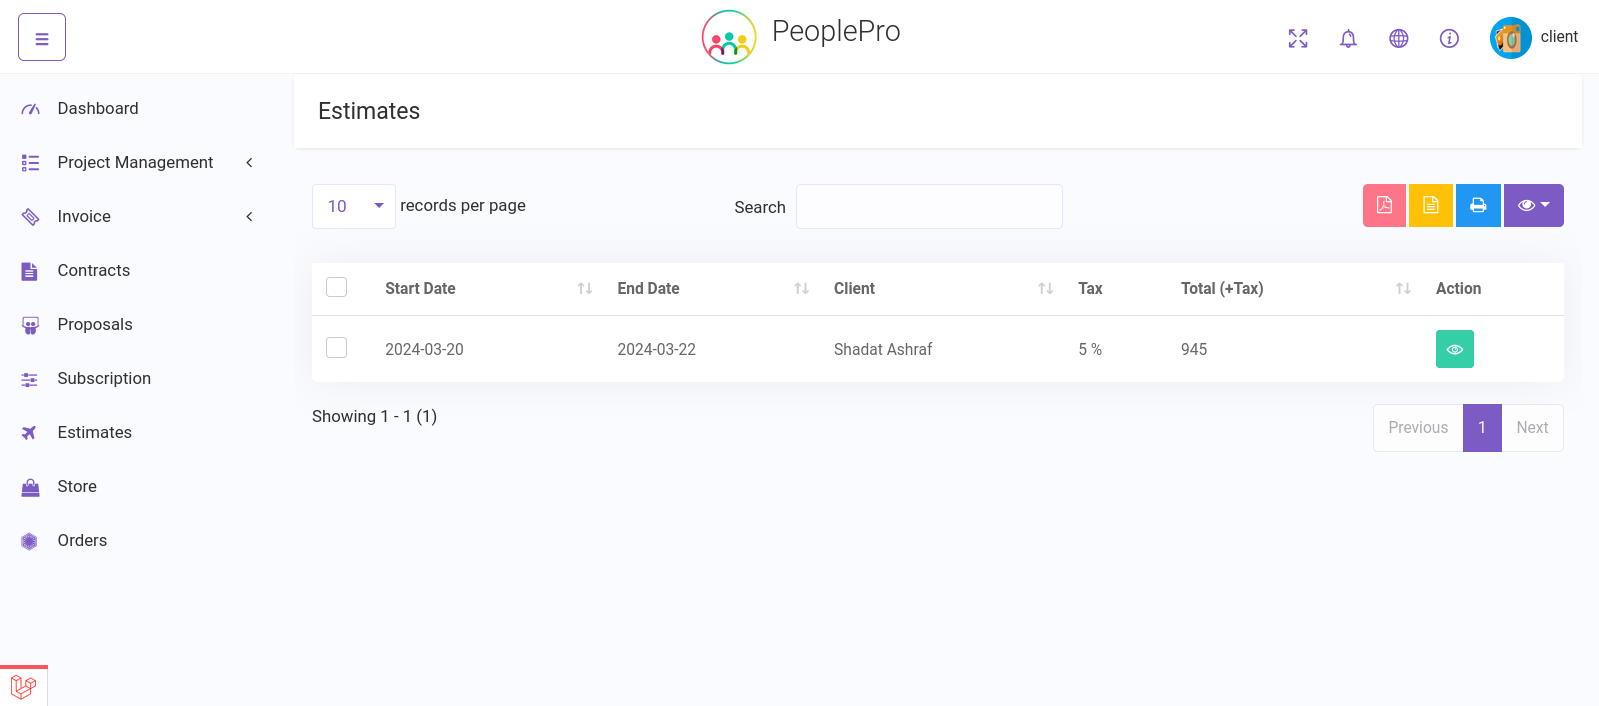 PeoplePro
client
Dashboard
Project Management
Invoice
Contracts
Proposals
Subscription
Estimates
Store
Orders
Estimates
10 records per page
Search
Start Date End Date Client Tax Total (+Tax) Action
2024-03-20 2024-03-22 Shadat Ashraf 5 % 945
Showing 1 - 1 (1)
Previous 1 Next